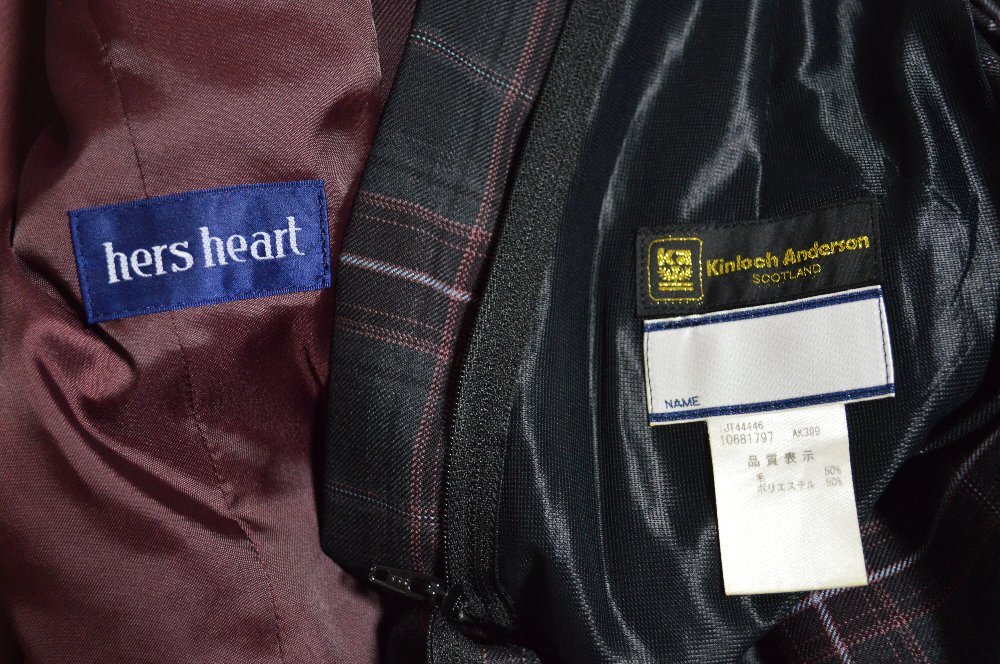 hers heart
Kinloch Anderson
SCOTLAND
NAME
JT44446
10681797 AK399
品質表示
毛 50%
ポリエステル 50%